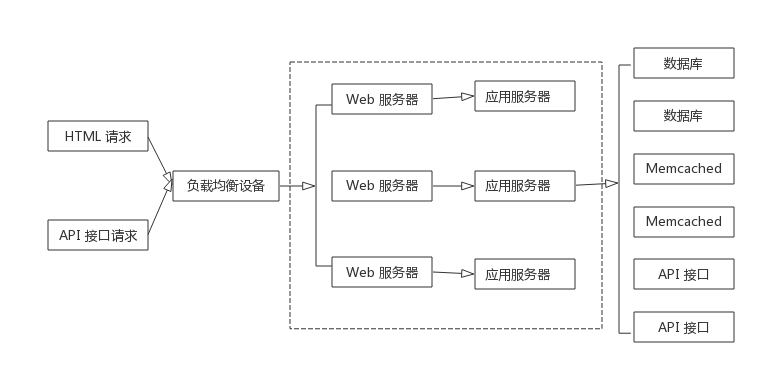 HTML 请求
API 接口请求
负载均衡设备
Web 服务器
应用服务器
Web 服务器
应用服务器
Web 服务器
应用服务器
数据库
数据库
Memcached
Memcached
API 接口
API 接口